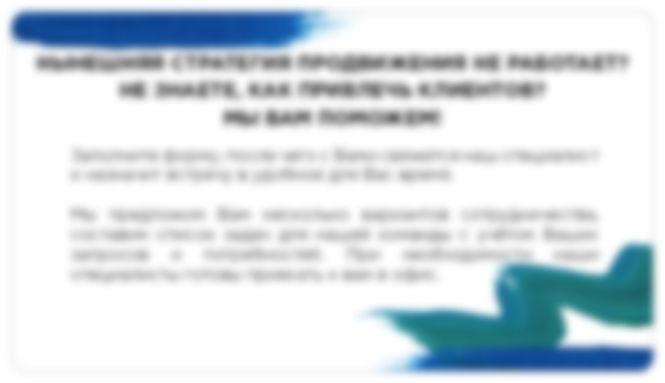 НЫНЕШНЯЯ СТРАТЕГИЯ ПРОДВИЖЕНИЯ НЕ РАБОТАЕТ?
НЕ ЗНАЕТЕ, КАК ПРИВЛЕЧЬ КЛИЕНТОВ?
МЫ ВАМ ПОМОЖЕМ!
Заполните форму, после чего с Вами свяжется наш специалист
и назначит встречу в удобное для Вас время.
Мы предложим Вам несколько вариантов сотрудничества,
составим список задач для нашей команды с учётом Ваших
запросов и потребностей. При необходимости наши
специалисты готовы приехать к вам в офис.